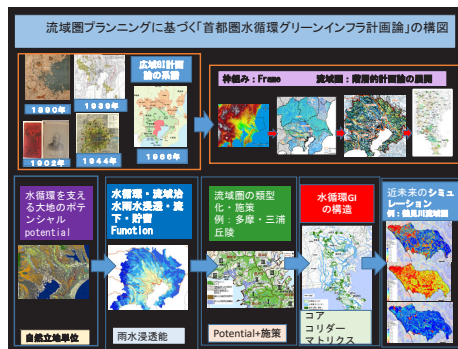 流域圏プランニングに基づく「首都圏水循環グリーンインフラ計画論」の構図
広域GI計画
論の系譜
1890年
1939年
1902年
1944年
1966年
枠組み：Frame　流域圏：階層的計画論の展開
水循環を支え
る大地のポテ
ンシャル
potential
自然立地単位
水循環・流域治
水雨水浸透・流
下・貯留
Function
雨水浸透能
流域圏の類型
化・施策
例：多摩・三浦
丘陵
Potential+施策
水循環GI
の構造
コア
コリダー
マトリクス
近未来のシミュ
レーション
例：鶴見川流域圏